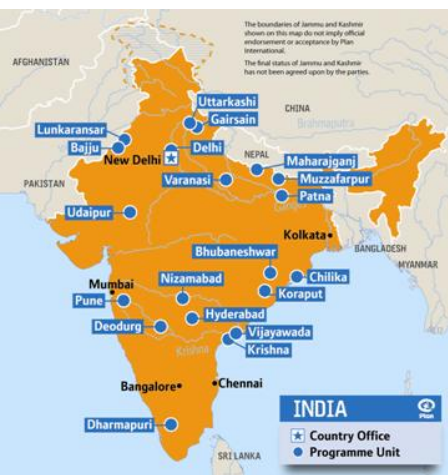 The boundaries of Jammu and Kashmir
shown on this map do not imply official
endorsement or acceptance by Plan
International.
The final status of Jammu and Kashmir
has not been agreed upon by the parties.
AFGHANISTAN
CHINA
Brahmaputra
Uttarkashi
Gairsain
Lunkaransar
Bajju
New Delhi
Delhi
NEPAL
Maharajganj
Muzzafarpur
PAKISTAN
Varanasi
Patna
Ganges
Udaipur
Kolkata
BANGLADESH
MYANMAR
Bhubaneshwar
Chilika
Koraput
Mumbai
Nizamabad
Pune
Hyderabad
Deodurg
Vijayawada
Krishna
Krishna
Bangalore
Chennai
Dharmapuri
SRI LANKA
INDIA
Plan
Country Office
Programme Unit